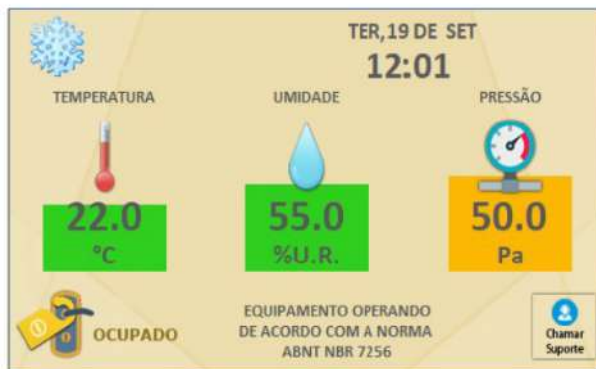 TER,19 DE SET
12:01
TEMPERATURA
UMIDADE
PRESSÃO
22.0
°C
55.0
%U.R.
50.0
Pa
OCUPADO
EQUIPAMENTO OPERANDO
DE ACORDO COM A NORMA
ABNT NBR 7256
Chamar
Suporte